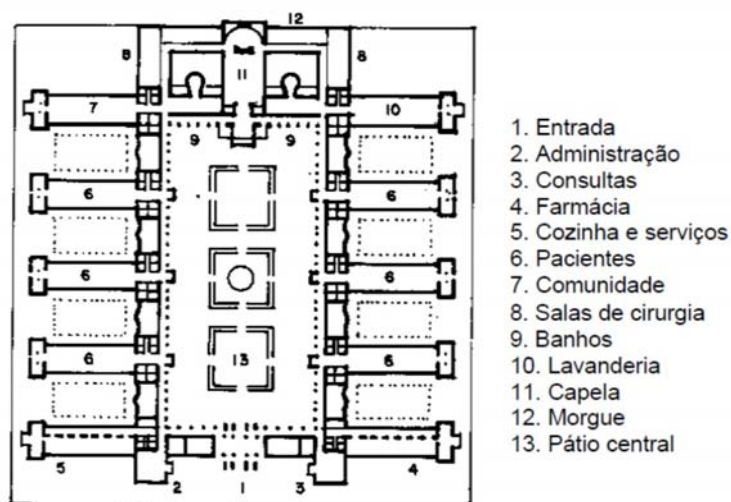 12
8
8
11
7
10
9
9
6
6
6
6
6
6
13
5
2
1
3
4
1. Entrada
2. Administração
3. Consultas
4. Farmácia
5. Cozinha e serviços
6. Pacientes
7. Comunidade
8. Salas de cirurgia
9. Banhos
10. Lavanderia
11. Capela
12. Morgue
13. Pátio central